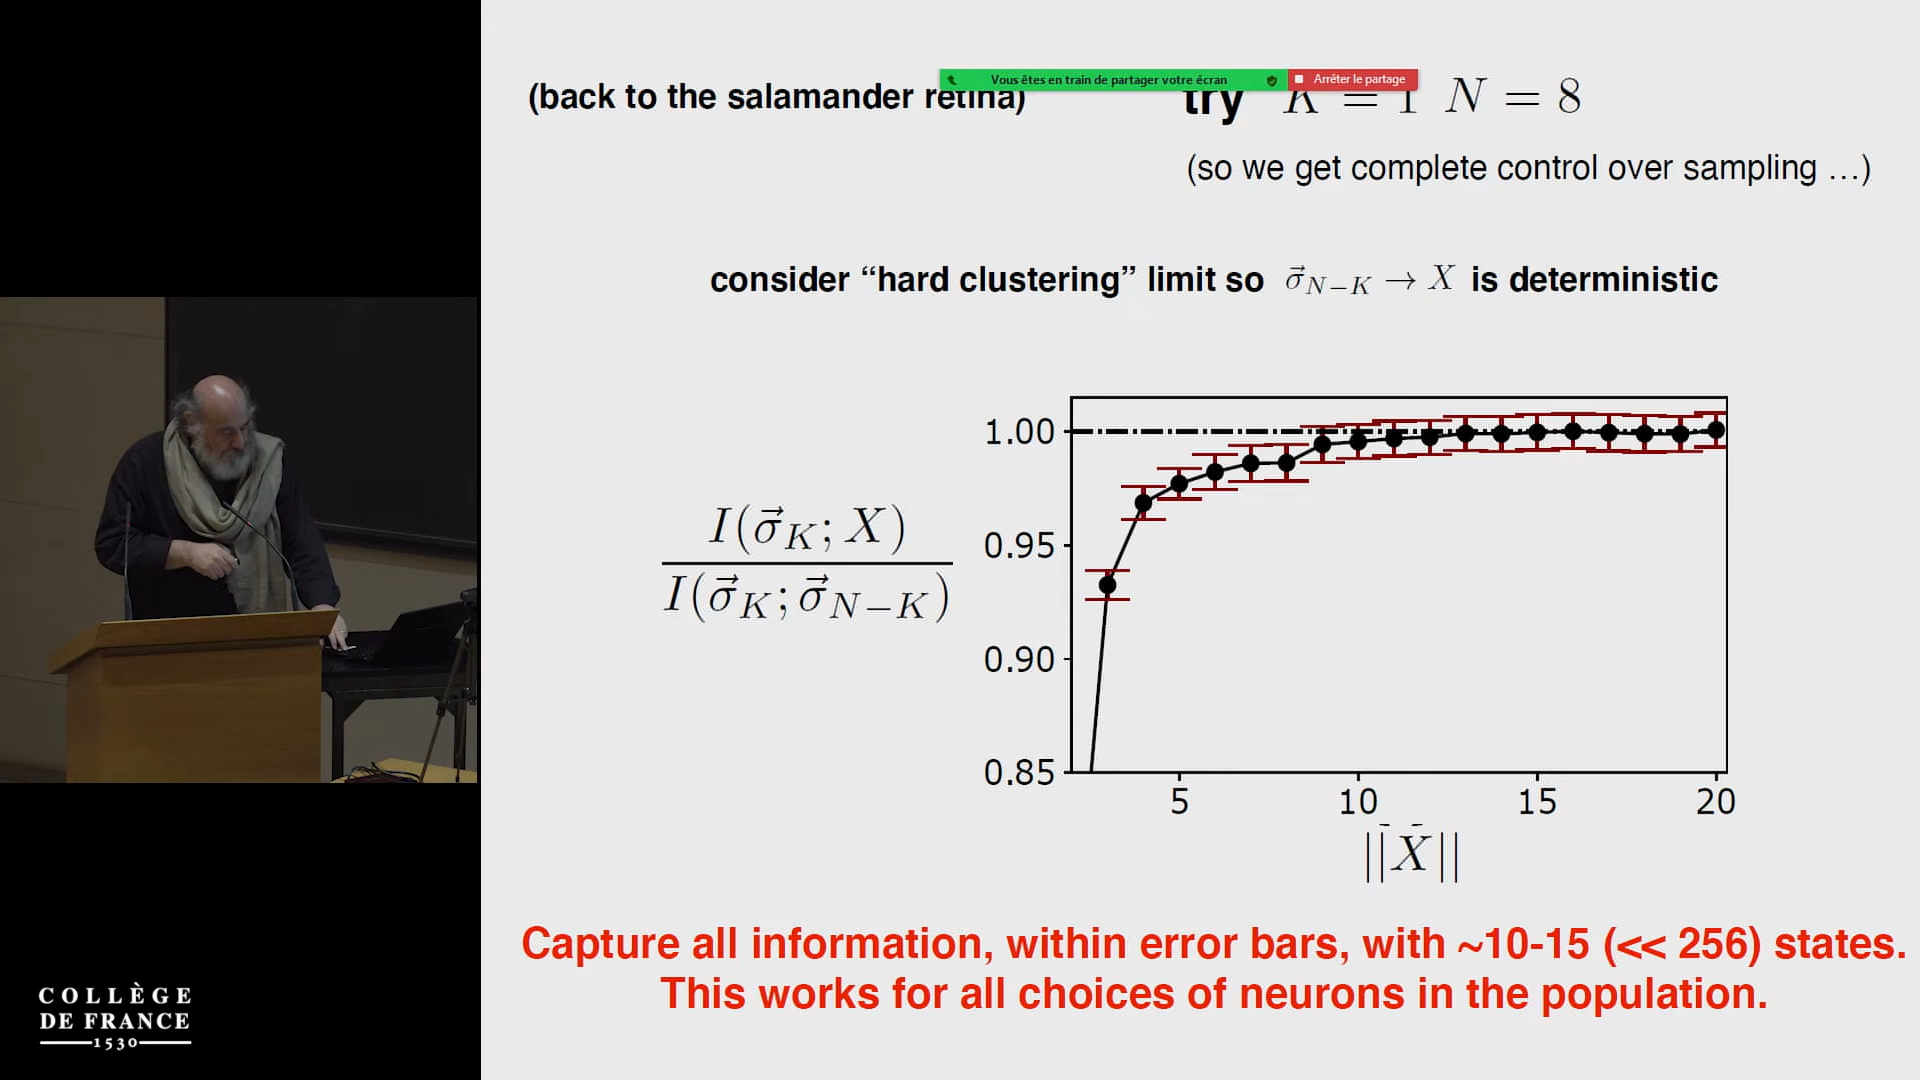 (back to the salamander retina)
Vous êtes en train de partager votre écran
Arrêter le partage
try K = 1 N = 8
(so we get complete control over sampling …)
consider “hard clustering” limit so σ⃗_{N−K} → X is deterministic
I(σ⃗_K; X)
I(σ⃗_K; σ⃗_{N−K})
1.00
0.95
0.90
0.85
5 10 15 20
||X||
Capture all information, within error bars, with ~10-15 (<< 256) states.
This works for all choices of neurons in the population.
COLLÈGE
DE FRANCE
1530